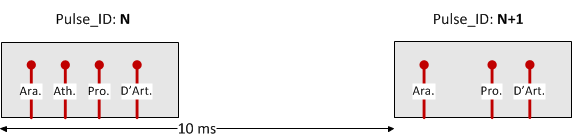 Pulse_ID: N
Pulse_ID: N+1
Ara. Ath. Pro. D'Art.
Ara. Pro. D'Art.
10 ms